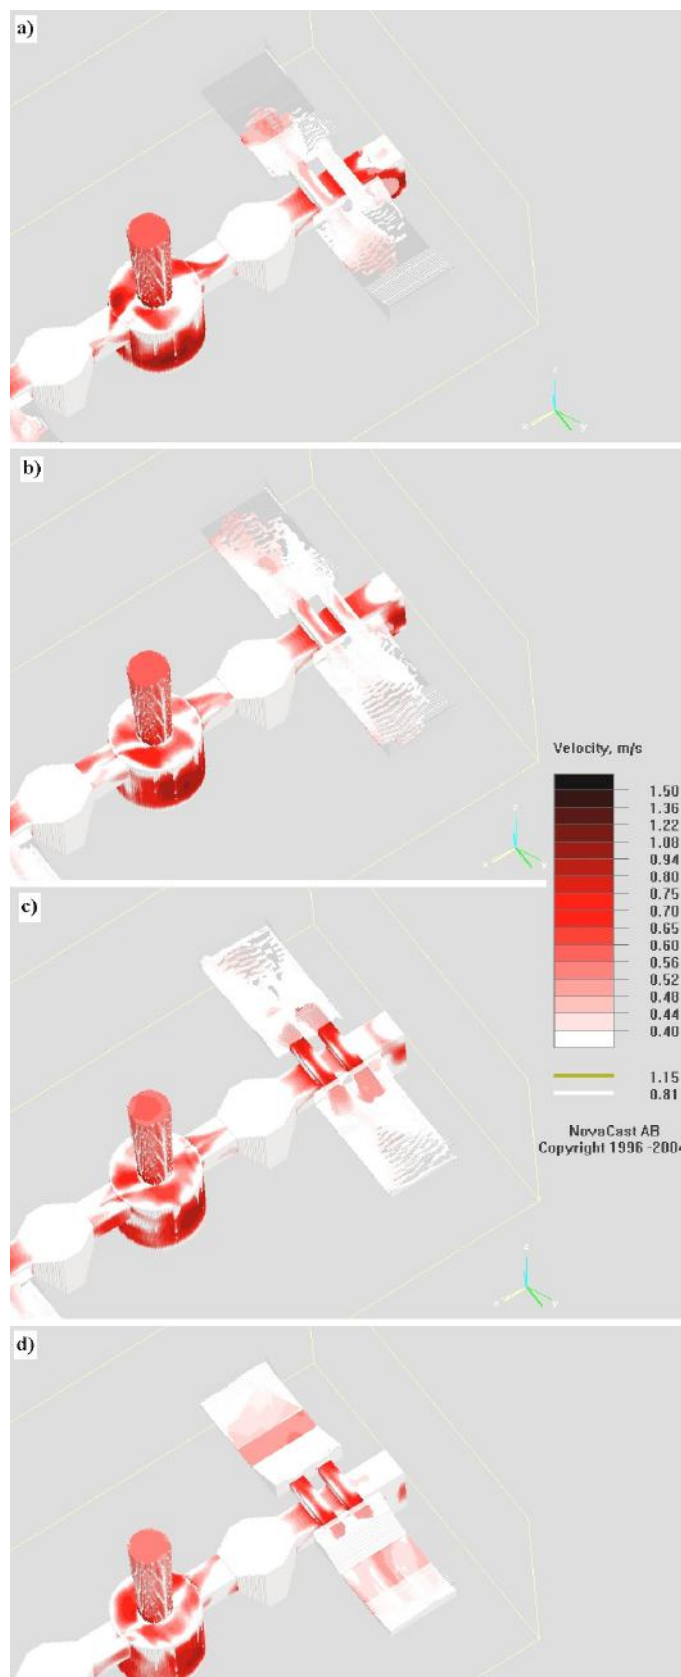 a)
z
x
y
b)
z
x
y
Velocity, m/s
1.50
1.36
1.22
1.08
0.94
0.80
0.75
0.70
0.65
0.60
0.56
0.52
0.48
0.44
0.40
c)
1.15
0.81
NovaCast AB
Copyright 1996 -2004
z
x
y
d)